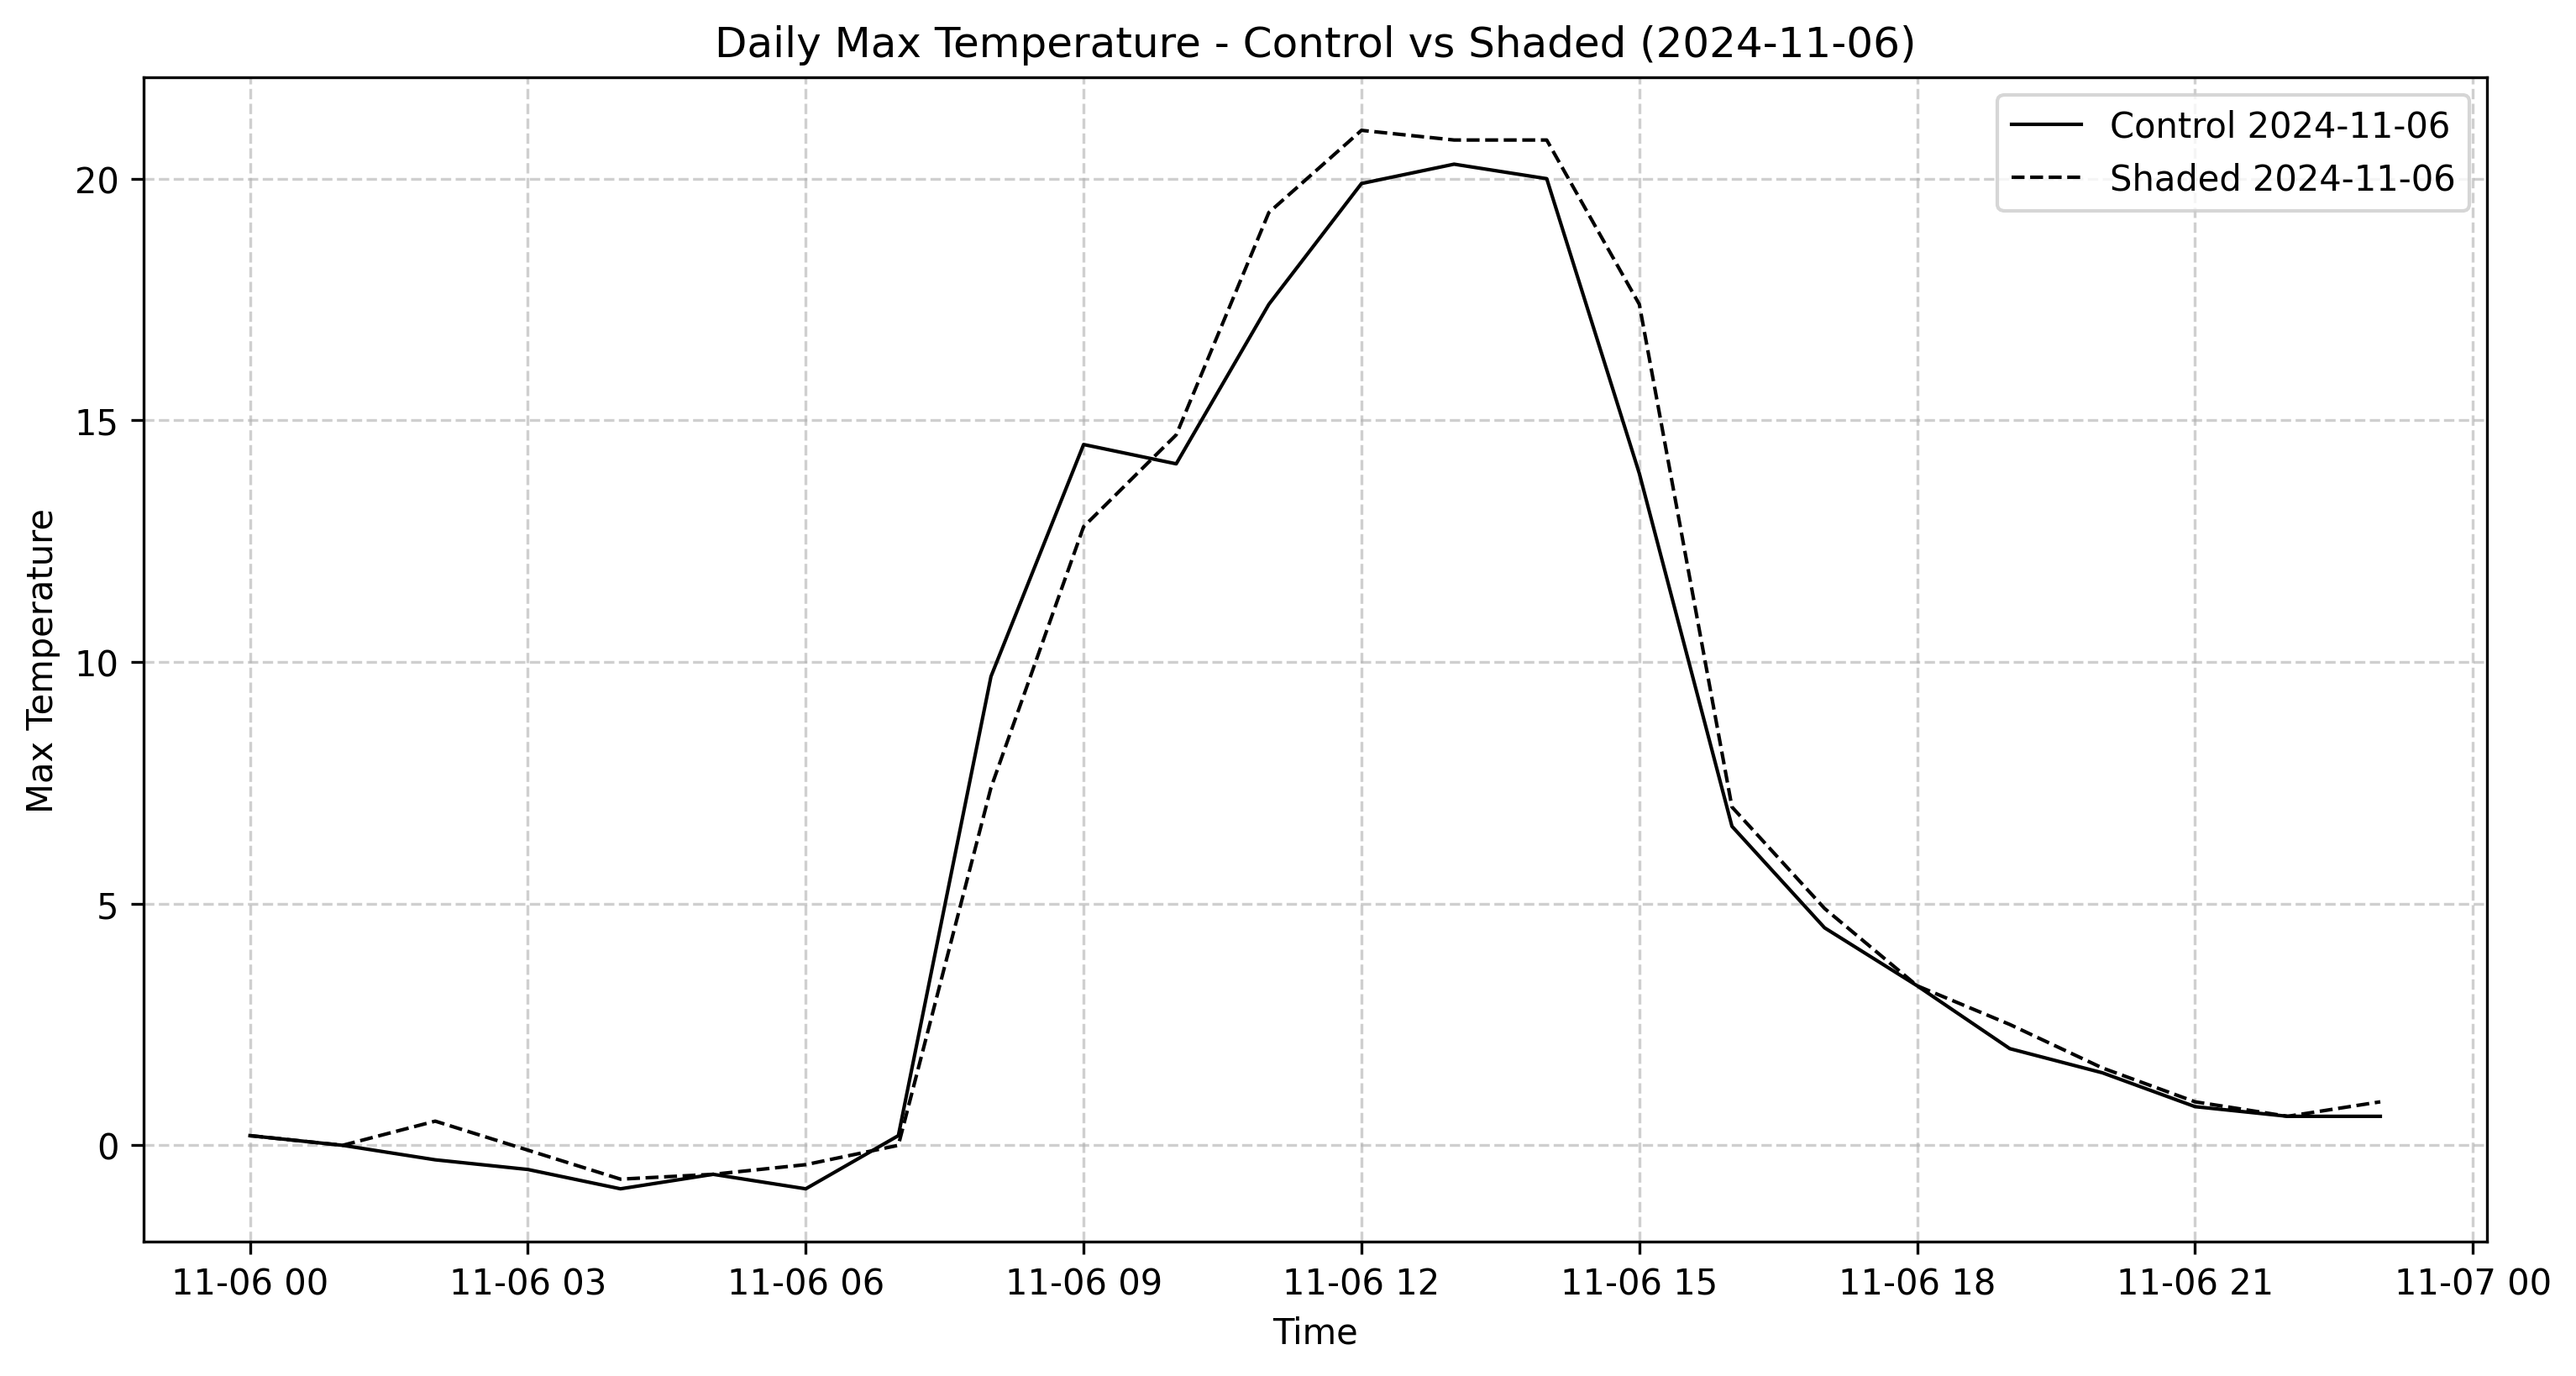 Daily Max Temperature - Control vs Shaded (2024-11-06)
Control 2024-11-06
Shaded 2024-11-06
Max Temperature
20
15
10
5
0
11-06 00
11-06 03
11-06 06
11-06 09
11-06 12
11-06 15
11-06 18
11-06 21
11-07 00
Time